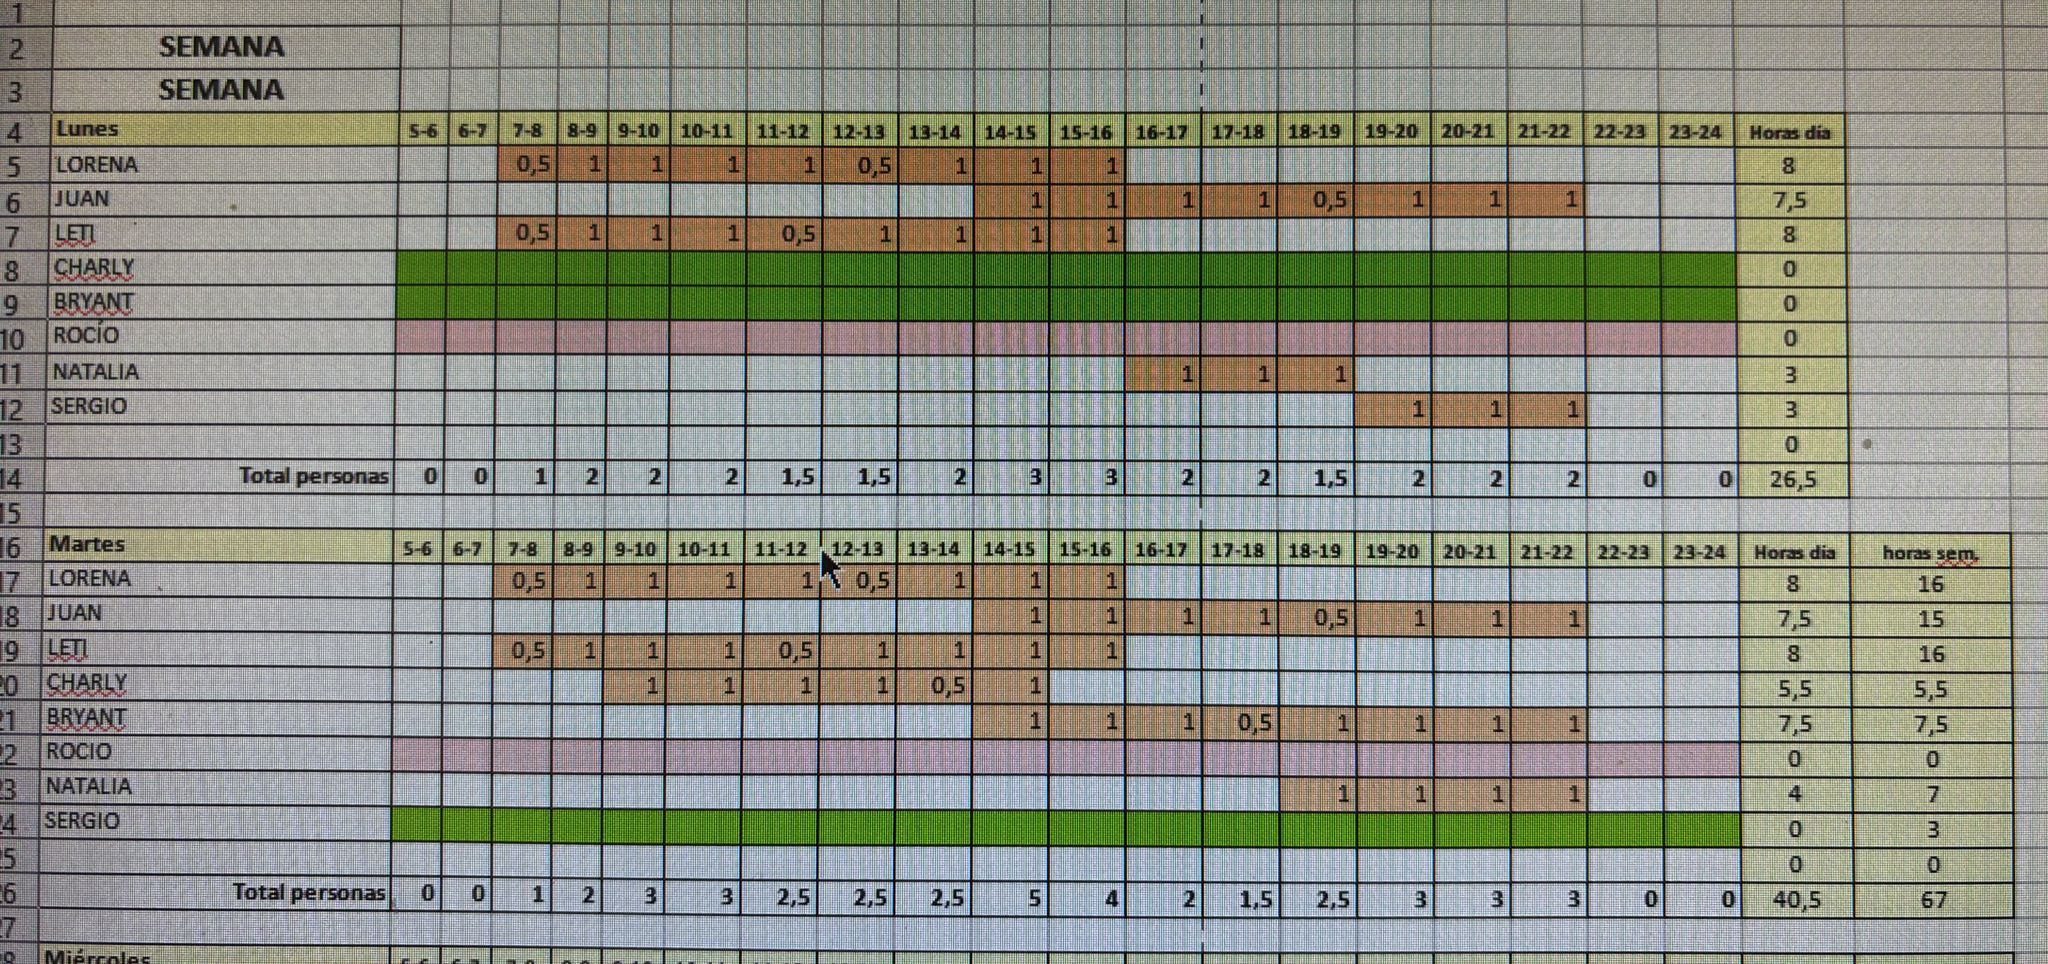 1
2 SEMANA
3 SEMANA
4 Lunes 5-6 6-7 7-8 8-9 9-10 10-11 11-12 12-13 13-14 14-15 15-16 16-17 17-18 18-19 19-20 20-21 21-22 22-23 23-24 Horas día
5 LORENA 0,5 1 1 1 1 0,5 1 1 1 8
6 JUAN 1 1 1 1 0,5 1 1 1 7,5
7 LETI 0,5 1 1 1 0,5 1 1 1 1 8
8 CHARLY 0
9 BRYANT 0
10 ROCÍO 0
11 NATALIA 1 1 1 3
12 SERGIO 1 1 1 3
13 0
14 Total personas 0 0 1 2 2 2 1,5 1,5 2 3 3 2 2 1,5 2 2 2 0 0 26,5
15
16 Martes 5-6 6-7 7-8 8-9 9-10 10-11 11-12 12-13 13-14 14-15 15-16 16-17 17-18 18-19 19-20 20-21 21-22 22-23 23-24 Horas dia horas sem.
17 LORENA 0,5 1 1 1 1 0,5 1 1 1 8 16
18 JUAN 1 1 1 1 0,5 1 1 1 7,5 15
19 LETI 0,5 1 1 1 0,5 1 1 1 1 8 16
20 CHARLY 1 1 1 1 0,5 1 5,5 5,5
21 BRYANT 1 1 1 0,5 1 1 1 1 7,5 7,5
22 ROCIO 0 0
23 NATALIA 1 1 1 1 4 7
24 SERGIO 0 3
25 0 0
26 Total personas 0 0 1 2 3 3 2,5 2,5 2,5 5 4 2 1,5 2,5 3 3 3 0 0 40,5 67
27
Miércoles